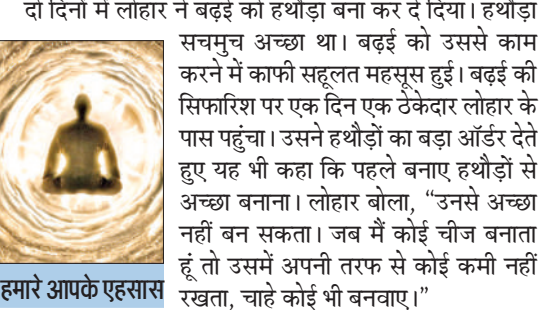 दो दिनों में लोहार ने बढ़ई को हथौड़ा बना कर दे दिया। हथौड़ा
सचमुच अच्छा था। बढ़ई को उससे काम
करने में काफी सहूलत महसूस हुई। बढ़ई की
सिफारिश पर एक दिन एक ठेकेदार लोहार के
पास पहुंचा। उसने हथौड़ों का बड़ा ऑर्डर देते
हुए यह भी कहा कि पहले बनाए हथौड़ों से
अच्छा बनाना। लोहार बोला, “उनसे अच्छा
नहीं बन सकता। जब मैं कोई चीज बनाता
हूं तो उसमें अपनी तरफ से कोई कमी नहीं
रखता, चाहे कोई भी बनवाए।”
हमारे आपके एहसास